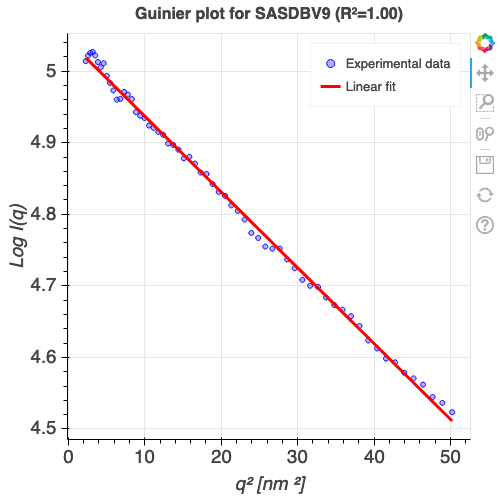 Guinier plot for SASDBV9 (R²=1.00)
Experimental data
Linear fit
Log I(q)
5
4.9
4.8
4.7
4.6
4.5
0 10 20 30 40 50
q² [nm ²]